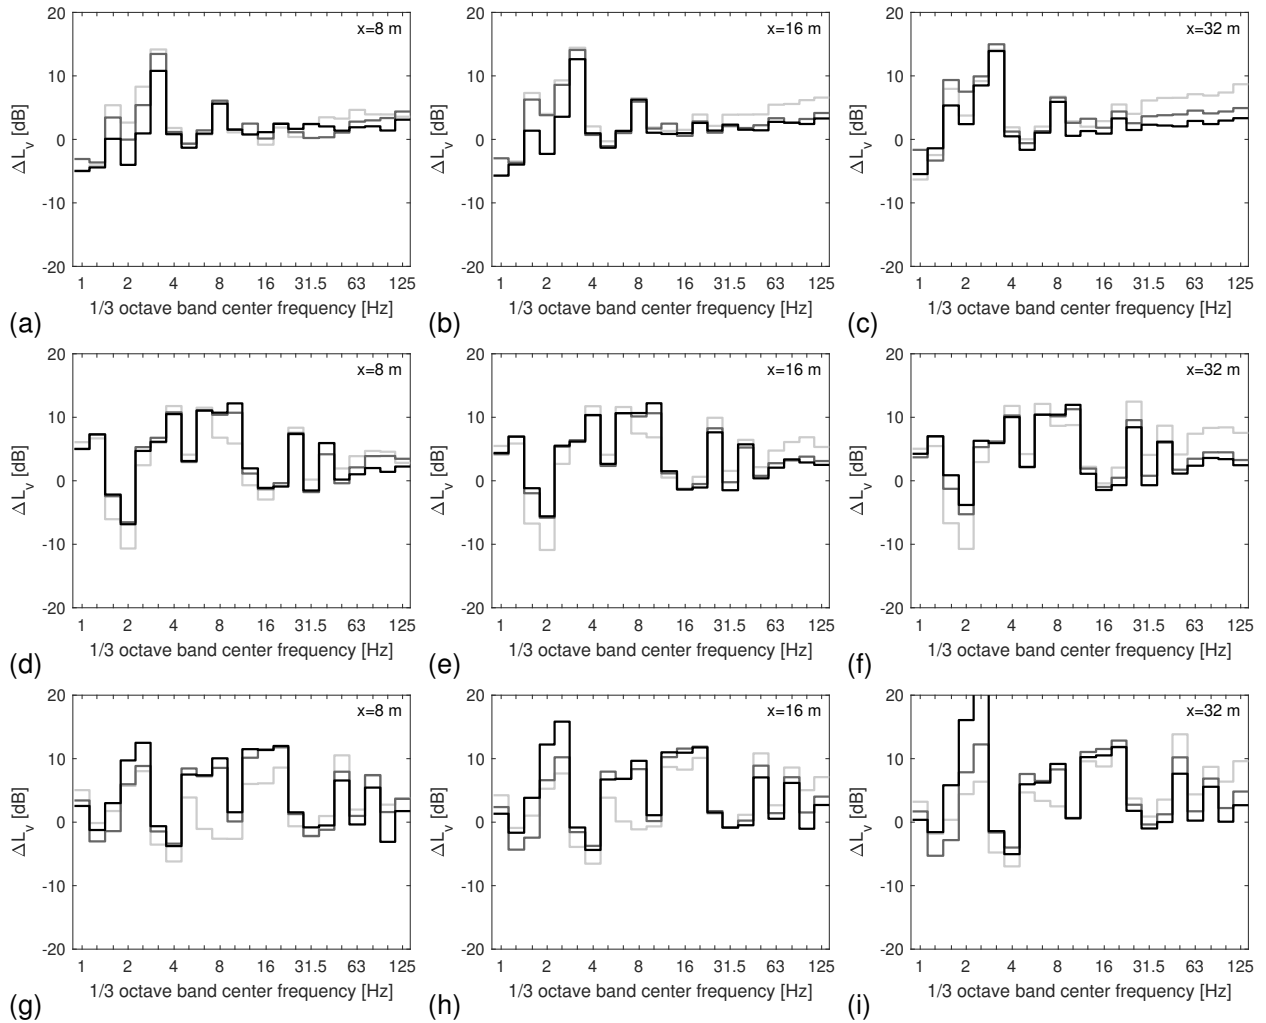 20
10
0
-10
-20
ΔLv [dB]
x=8 m
1 2 4 8 16 31.5 63 125
1/3 octave band center frequency [Hz]
(a)
20
10
0
-10
-20
ΔLv [dB]
x=16 m
1 2 4 8 16 31.5 63 125
1/3 octave band center frequency [Hz]
(b)
20
10
0
-10
-20
ΔLv [dB]
x=32 m
1 2 4 8 16 31.5 63 125
1/3 octave band center frequency [Hz]
(c)
20
10
0
-10
-20
ΔLv [dB]
x=8 m
1 2 4 8 16 31.5 63 125
1/3 octave band center frequency [Hz]
(d)
20
10
0
-10
-20
ΔLv [dB]
x=16 m
1 2 4 8 16 31.5 63 125
1/3 octave band center frequency [Hz]
(e)
20
10
0
-10
-20
ΔLv [dB]
x=32 m
1 2 4 8 16 31.5 63 125
1/3 octave band center frequency [Hz]
(f)
20
10
0
-10
-20
ΔLv [dB]
x=8 m
1 2 4 8 16 31.5 63 125
1/3 octave band center frequency [Hz]
(g)
20
10
0
-10
-20
ΔLv [dB]
x=16 m
1 2 4 8 16 31.5 63 125
1/3 octave band center frequency [Hz]
(h)
20
10
0
-10
-20
ΔLv [dB]
x=32 m
1 2 4 8 16 31.5 63 125
1/3 octave band center frequency [Hz]
(i)